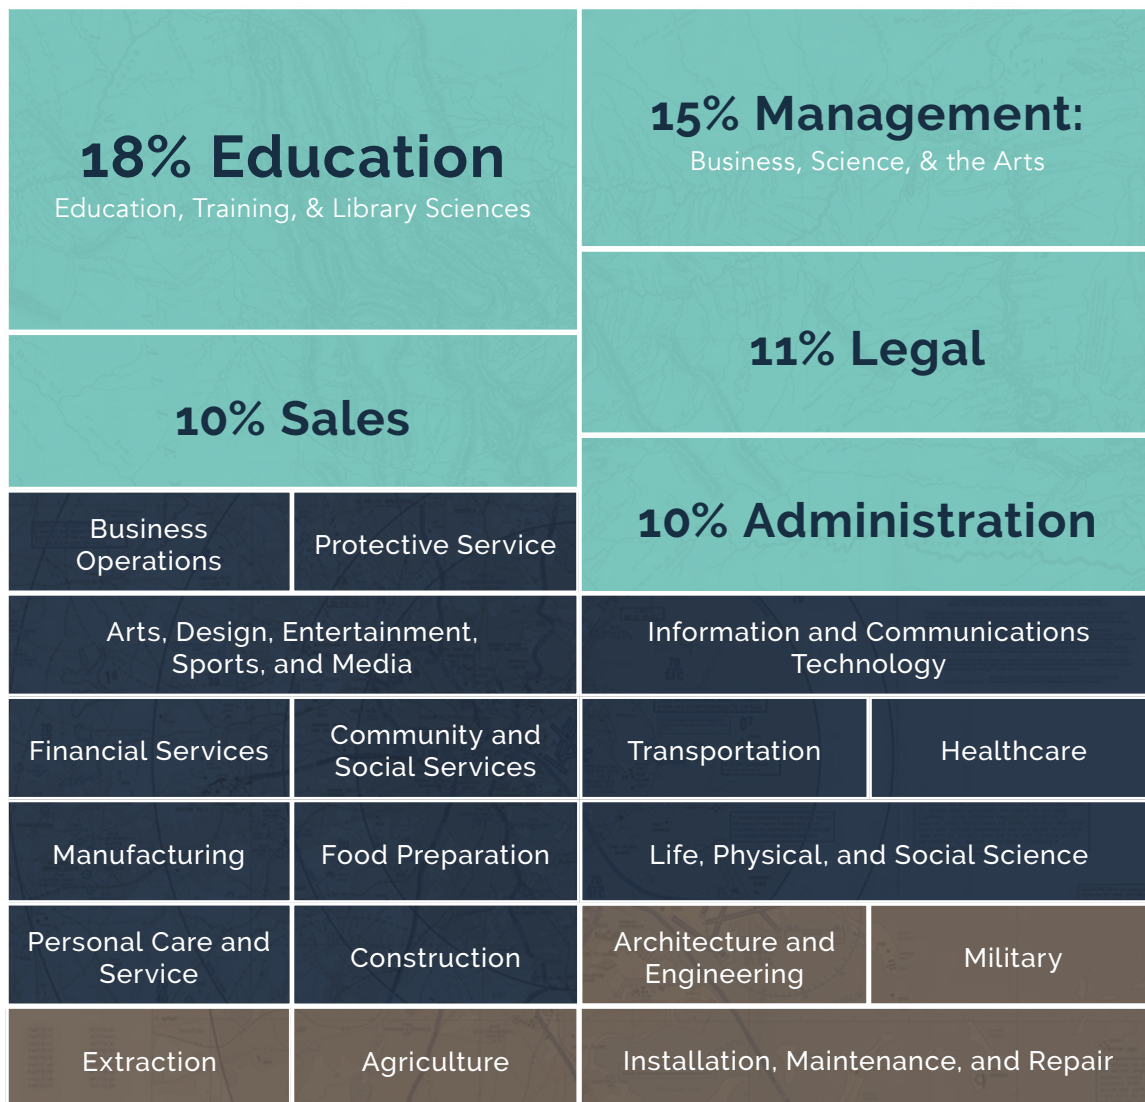 18% Education
Education, Training, & Library Sciences
15% Management:
Business, Science, & the Arts
11% Legal
10% Sales
10% Administration
Business
Operations
Protective Service
Arts, Design, Entertainment,
Sports, and Media
Information and Communications
Technology
Financial Services
Community and
Social Services
Transportation
Healthcare
Manufacturing
Food Preparation
Life, Physical, and Social Science
Personal Care and
Service
Construction
Architecture and
Engineering
Military
Extraction
Agriculture
Installation, Maintenance, and Repair